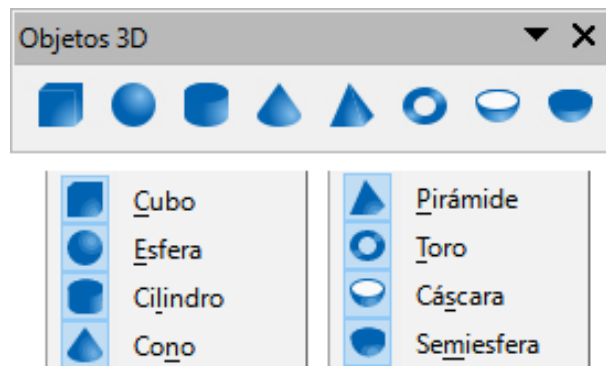 Objetos 3D
Cubo
Esfera
Cilindro
Cono
Pirámide
Toro
Cáscara
Semiesfera